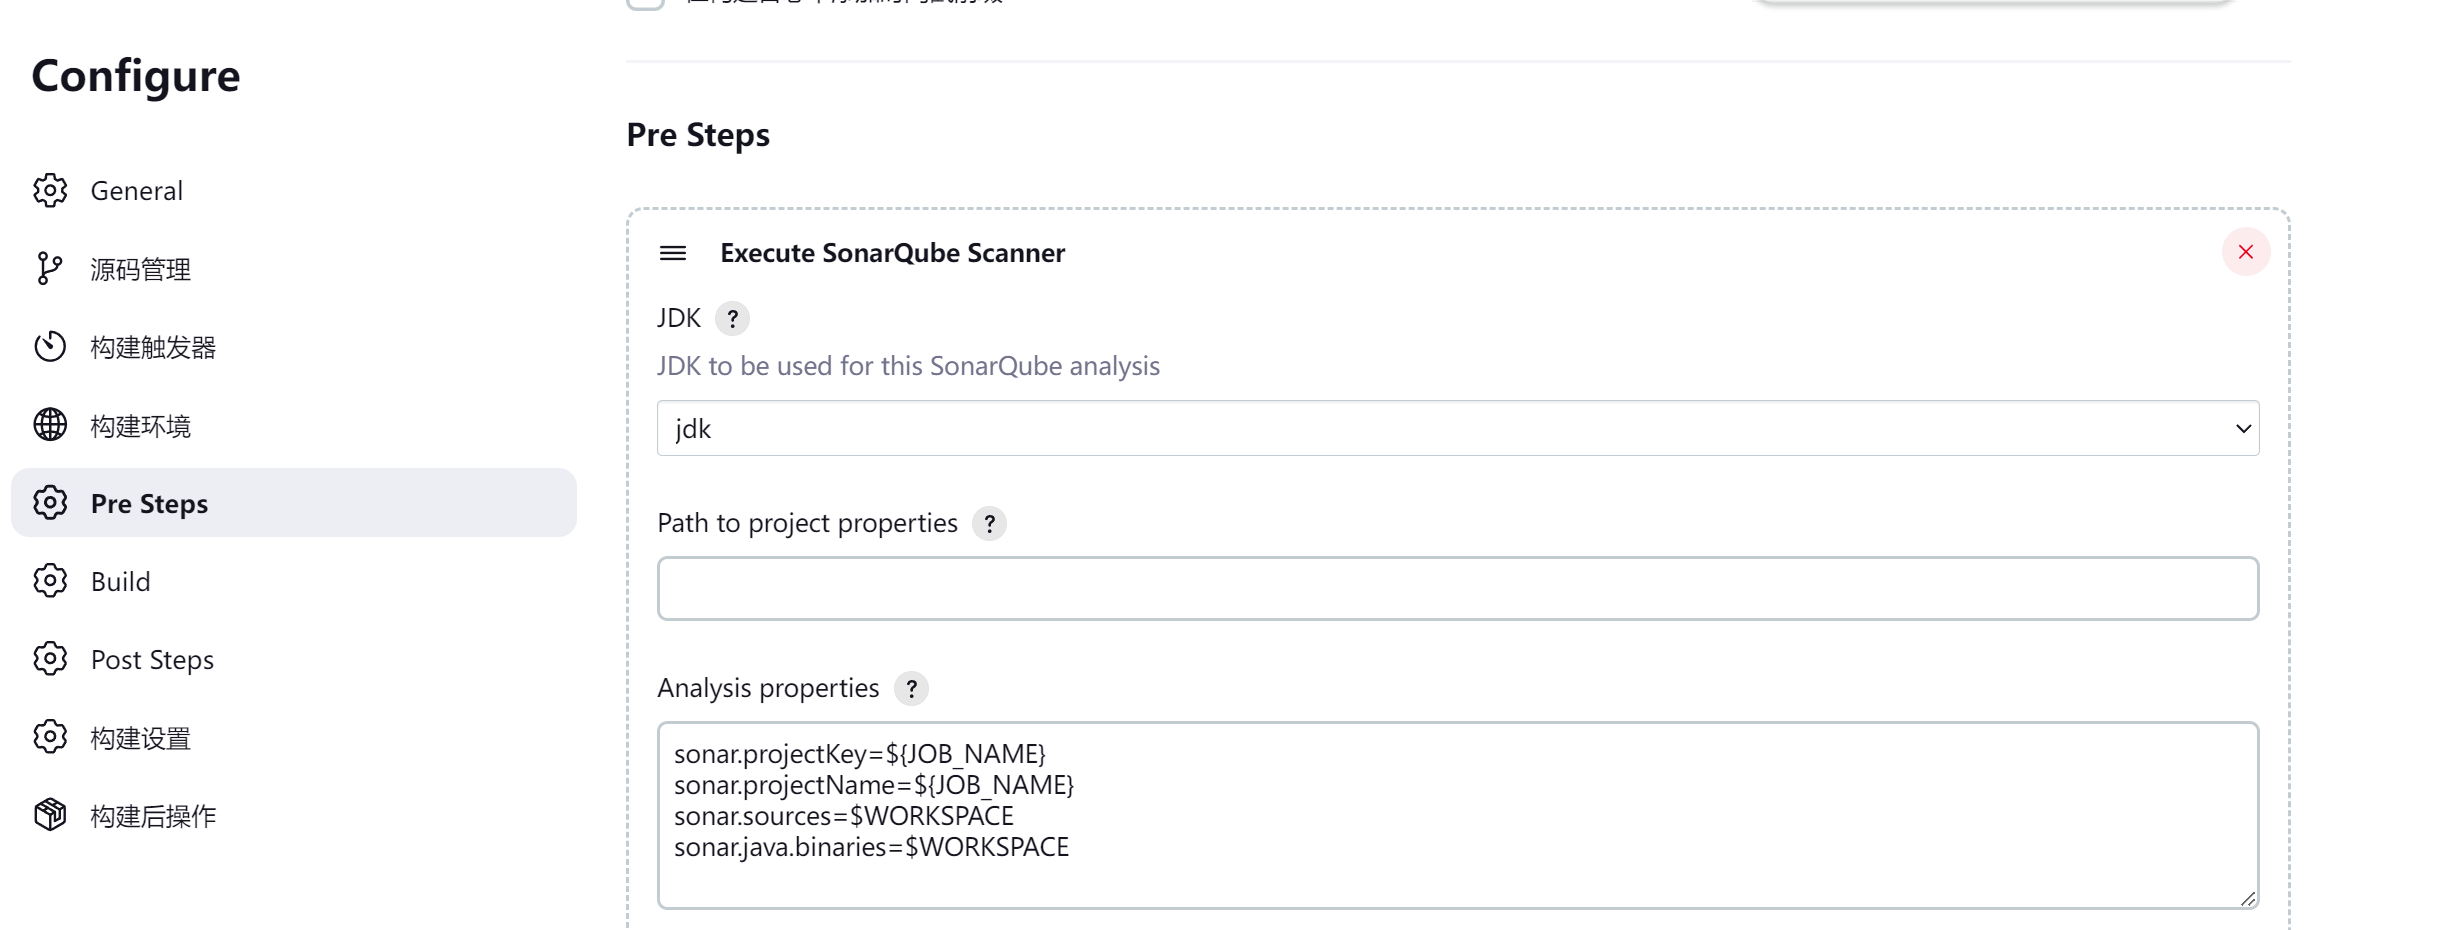 Configure
General
源码管理
构建触发器
构建环境
Pre Steps
Build
Post Steps
构建设置
构建后操作
Pre Steps
Execute SonarQube Scanner
JDK ?
JDK to be used for this SonarQube analysis
jdk
Path to project properties ?
Analysis properties ?
sonar.projectKey=${JOB_NAME}
sonar.projectName=${JOB_NAME}
sonar.sources=$WORKSPACE
sonar.java.binaries=$WORKSPACE